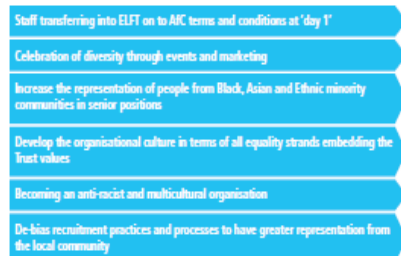 Staff transferring into ELFT on to AfC terms and conditions at 'day 1'
Celebration of diversity through events and marketing
Increase the representation of people from Black, Asian and Ethnic minority
communities in senior positions
Develop the organisational culture in terms of all equality strands embedding the
Trust values
Becoming an anti-racist and multicultural organisation
De-bias recruitment practices and processes to have greater representation from
the local community